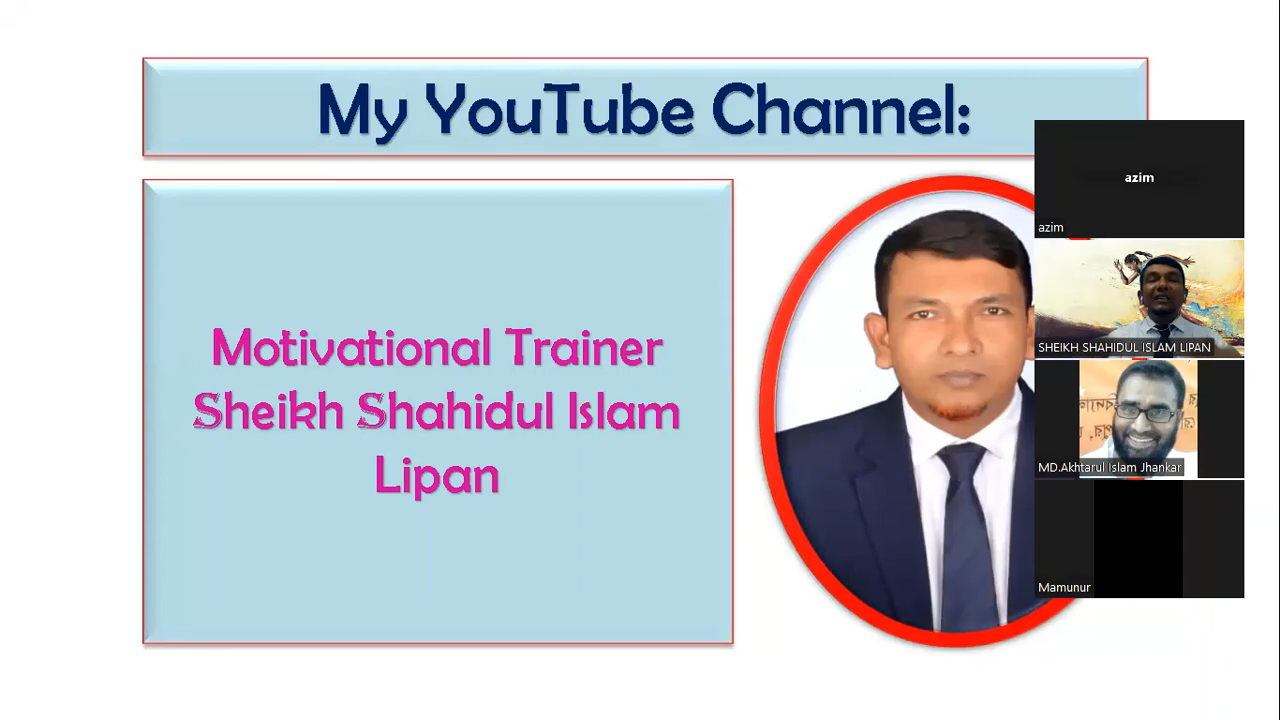 My YouTube Channel:
Motivational Trainer
Sheikh Shahidul Islam
Lipan
azim
azim
SHEIKH SHAHIDUL ISLAM LIPAN
MD.Akhtarul Islam Jhankar
Mamunur